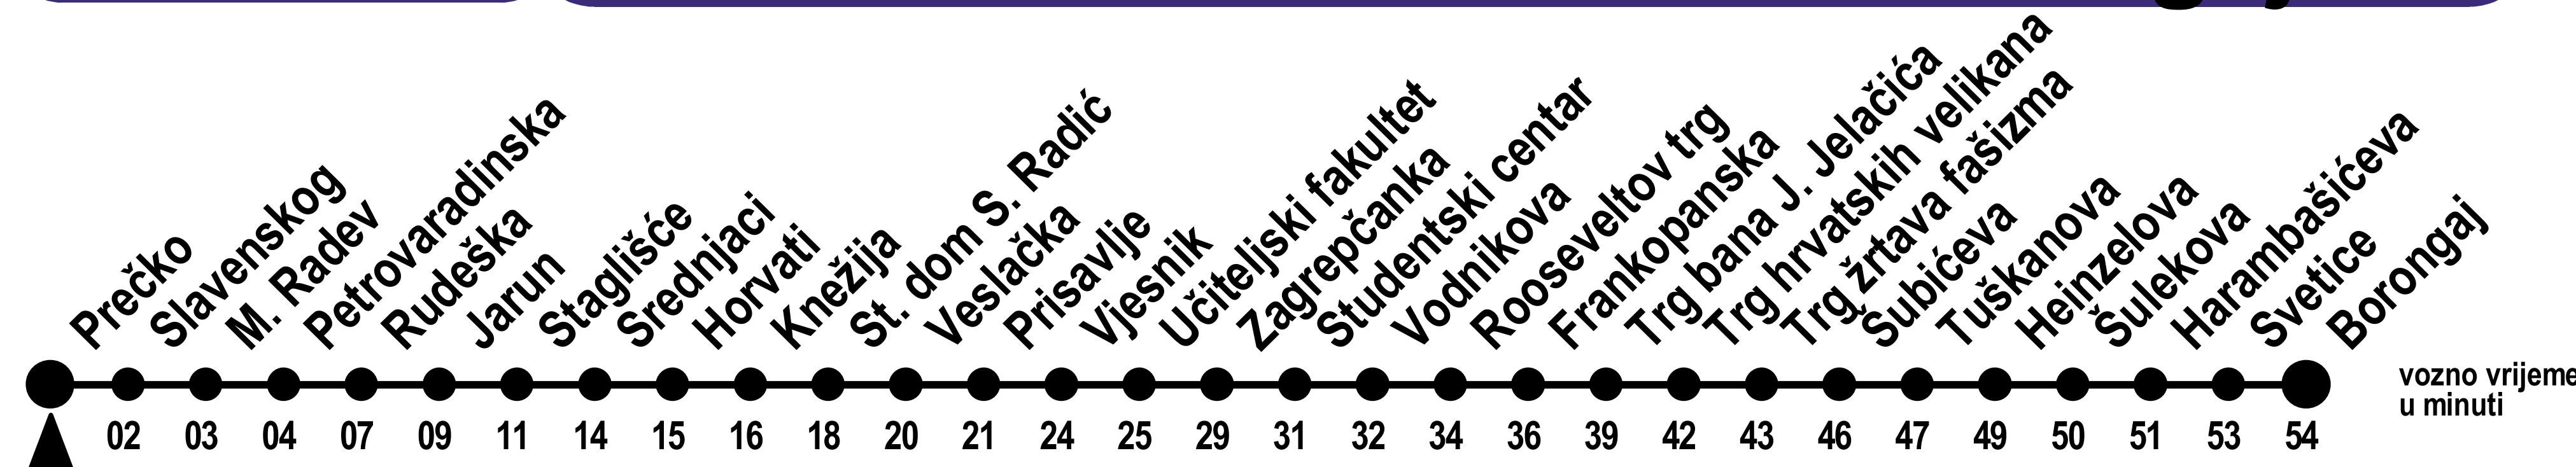 Prečko
Slavenskog
M. Radev
Petrovaradinska
Rudeška
Jarun
Staglišče
Srednjaci
Horvati
Knežija
St. dom S. Radić
Veslačka
Prisavlje
Vjesnik
Učiteljski fakultet
Zagrepčanka
Studentski centar
Vodnikova
Rooseveltov trg
Frankopanska
Trg bana J. Jelačića
Trg hrvatskih velikana
Trg žrtava fašizma
Šubićeva
Tuškanova
Heinzelova
Šulekova
Harambašićeva
Svetice
Borongaj
02 03 04 07 09 11 14 15 16 18 20 21 24 25 29 31 32 34 36 39 42 43 46 47 49 50 51 53 54
vozno vrijeme
u minuti